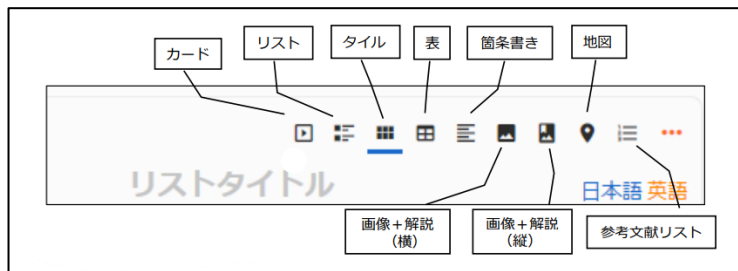 カード
リスト
タイル
表
箇条書き
地図
リストタイトル
日本語 英語
画像+解説
(横)
画像+解説
(縦)
参考文献リスト